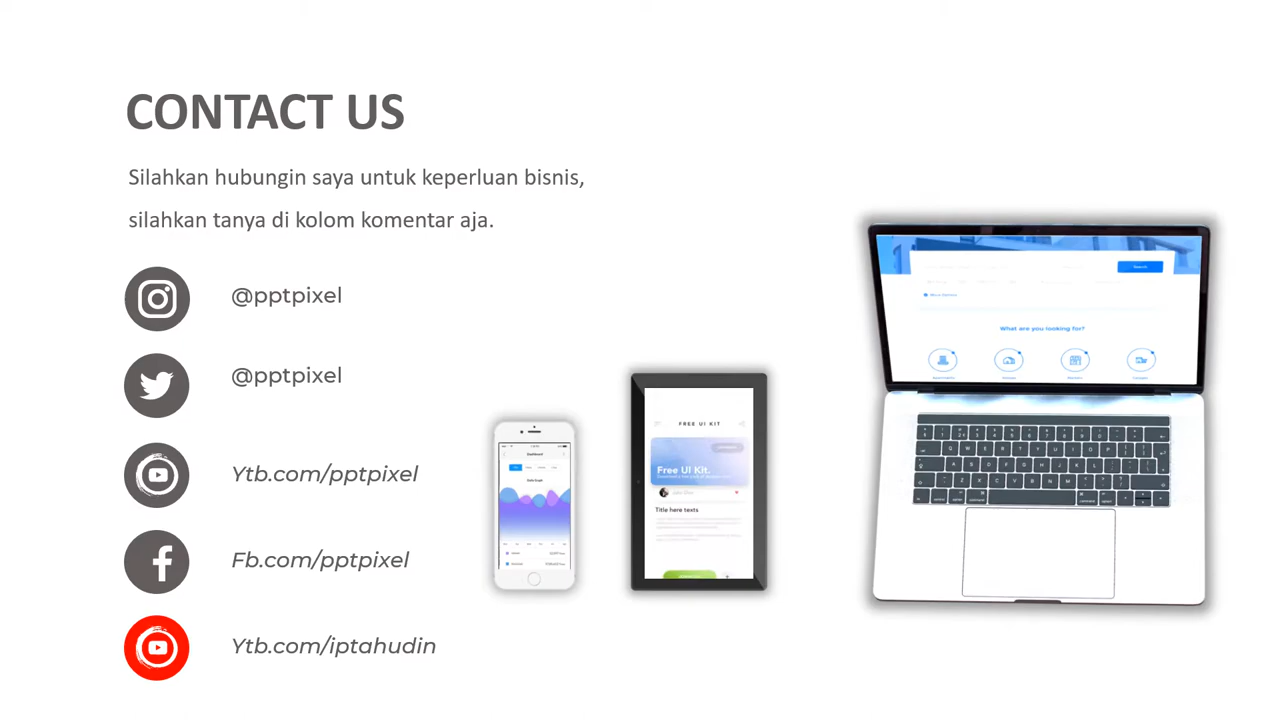 CONTACT US
Silahkan hubungin saya untuk keperluan bisnis,
silahkan tanya di kolom komentar aja.
@pptpixel
@pptpixel
Ytb.com/pptpixel
Fb.com/pptpixel
Ytb.com/iptahudin
Dashboard
FREE UI KIT
Free UI Kit.
Title here texts
Search
What are you looking for?